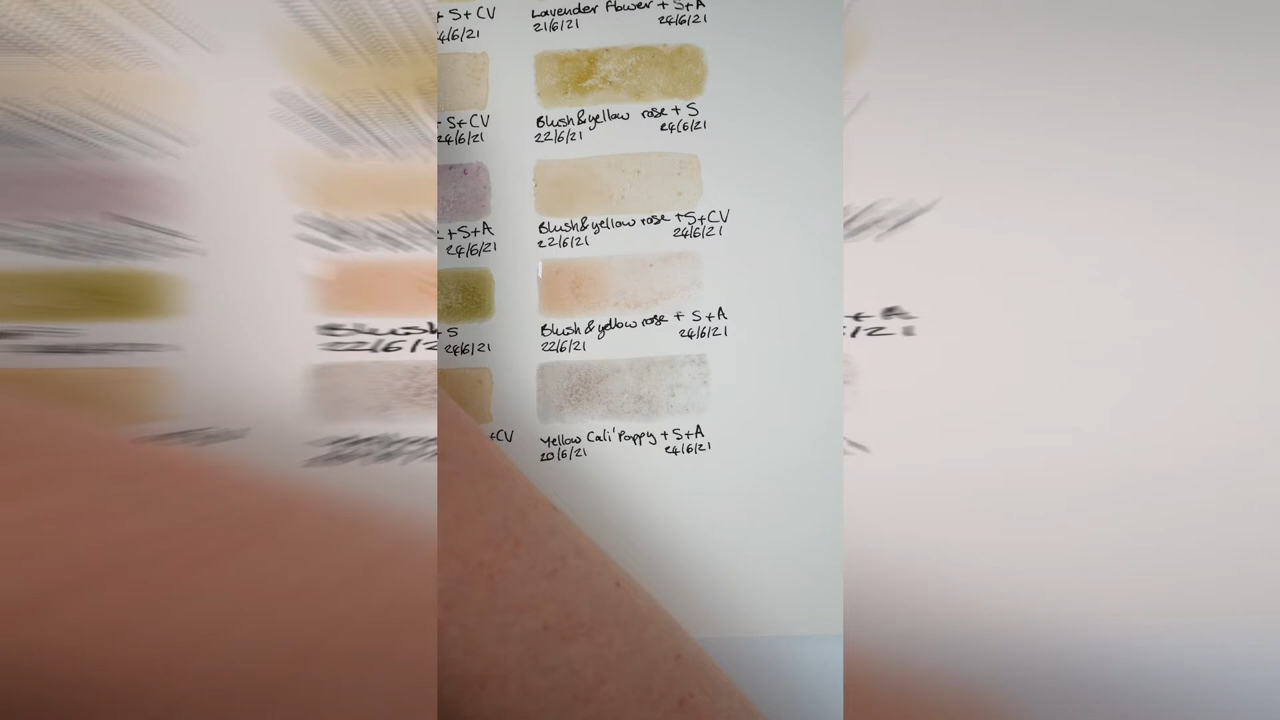 + S + CV
24/6/21
Lavender flower + S+A
21/6/21 24/6/21
+ S+CV
24/6/21
Blush&yellow rose + S
22/6/21 24/6/21
+S+A
24/6/21
Blush&yellow rose +S+CV
22/6/21 24/6/21
S
24/6/21
Blush & yellow rose + S+A
22/6/21 24/6/21
+CV
Yellow Cali' Poppy + S+A
20/6/21 24/6/21